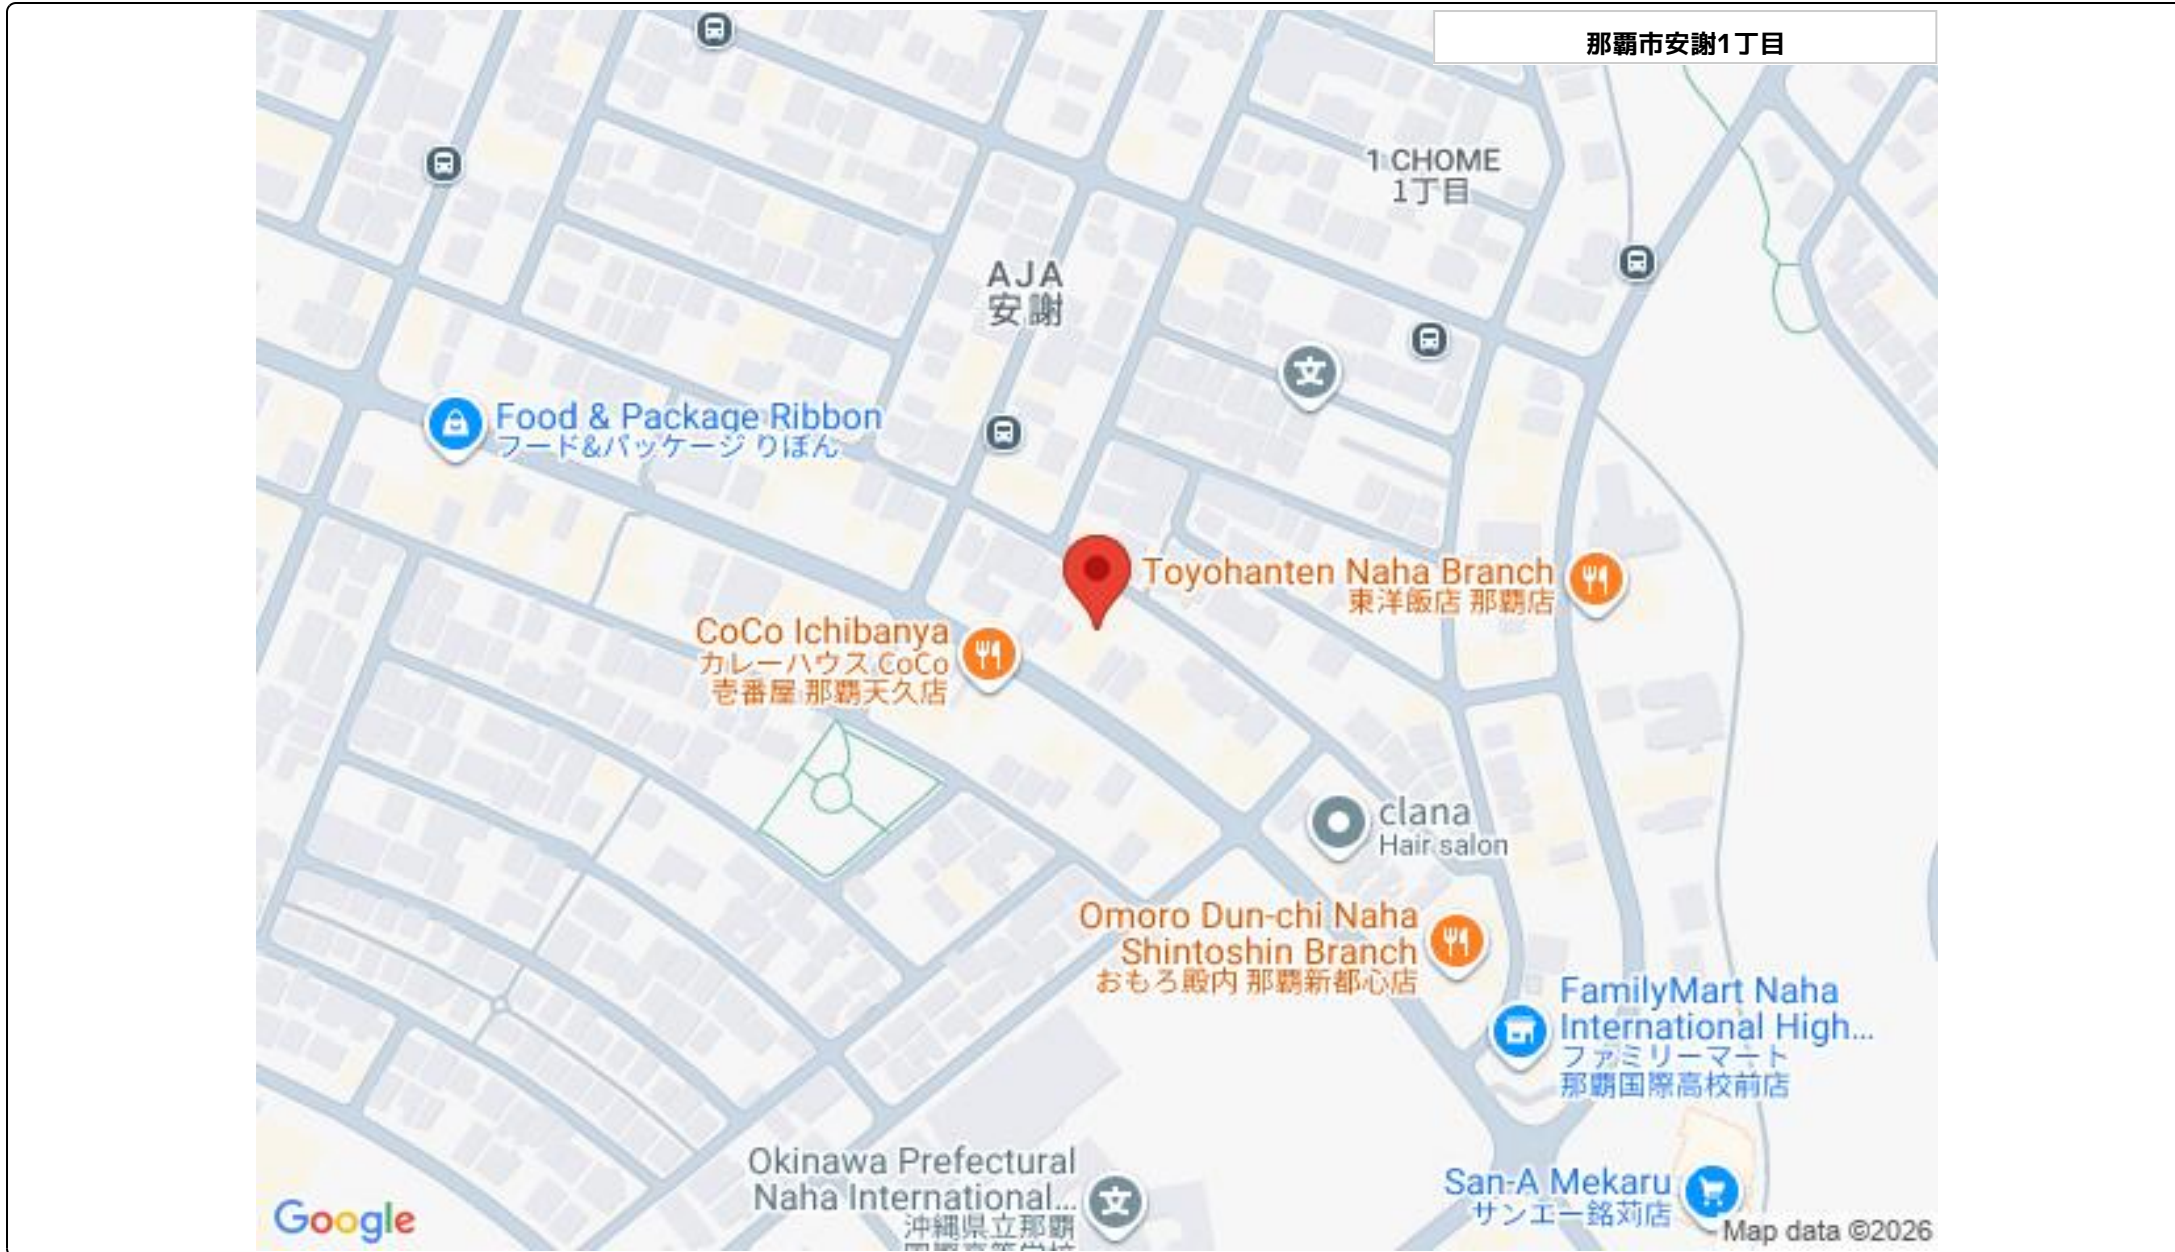 那覇市安謝1丁目
1 CHOME
1丁目
AJA
安謝
Food & Package Ribbon
フード&パッケージ りぼん
Toyohanten Naha Branch
東洋飯店 那覇店
CoCo Ichibanya
カレーハウス CoCo
壱番屋 那覇天久店
clana
Hair salon
Omoro Dun-chi Naha
Shintoshin Branch
おもろ殿内 那覇新都心店
FamilyMart Naha
International High...
ファミリーマート
那覇国際高校前店
Okinawa Prefectural
Naha International...
沖縄県立那覇
国際高等学校
San-A Mekaru
サンエー銘苅店
Google
Map data ©2026